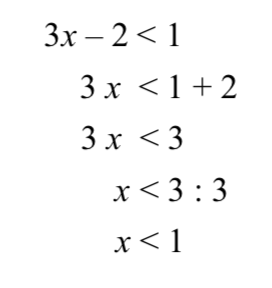 3x – 2 < 1
3 x < 1 + 2
3 x < 3
x < 3 : 3
x < 1